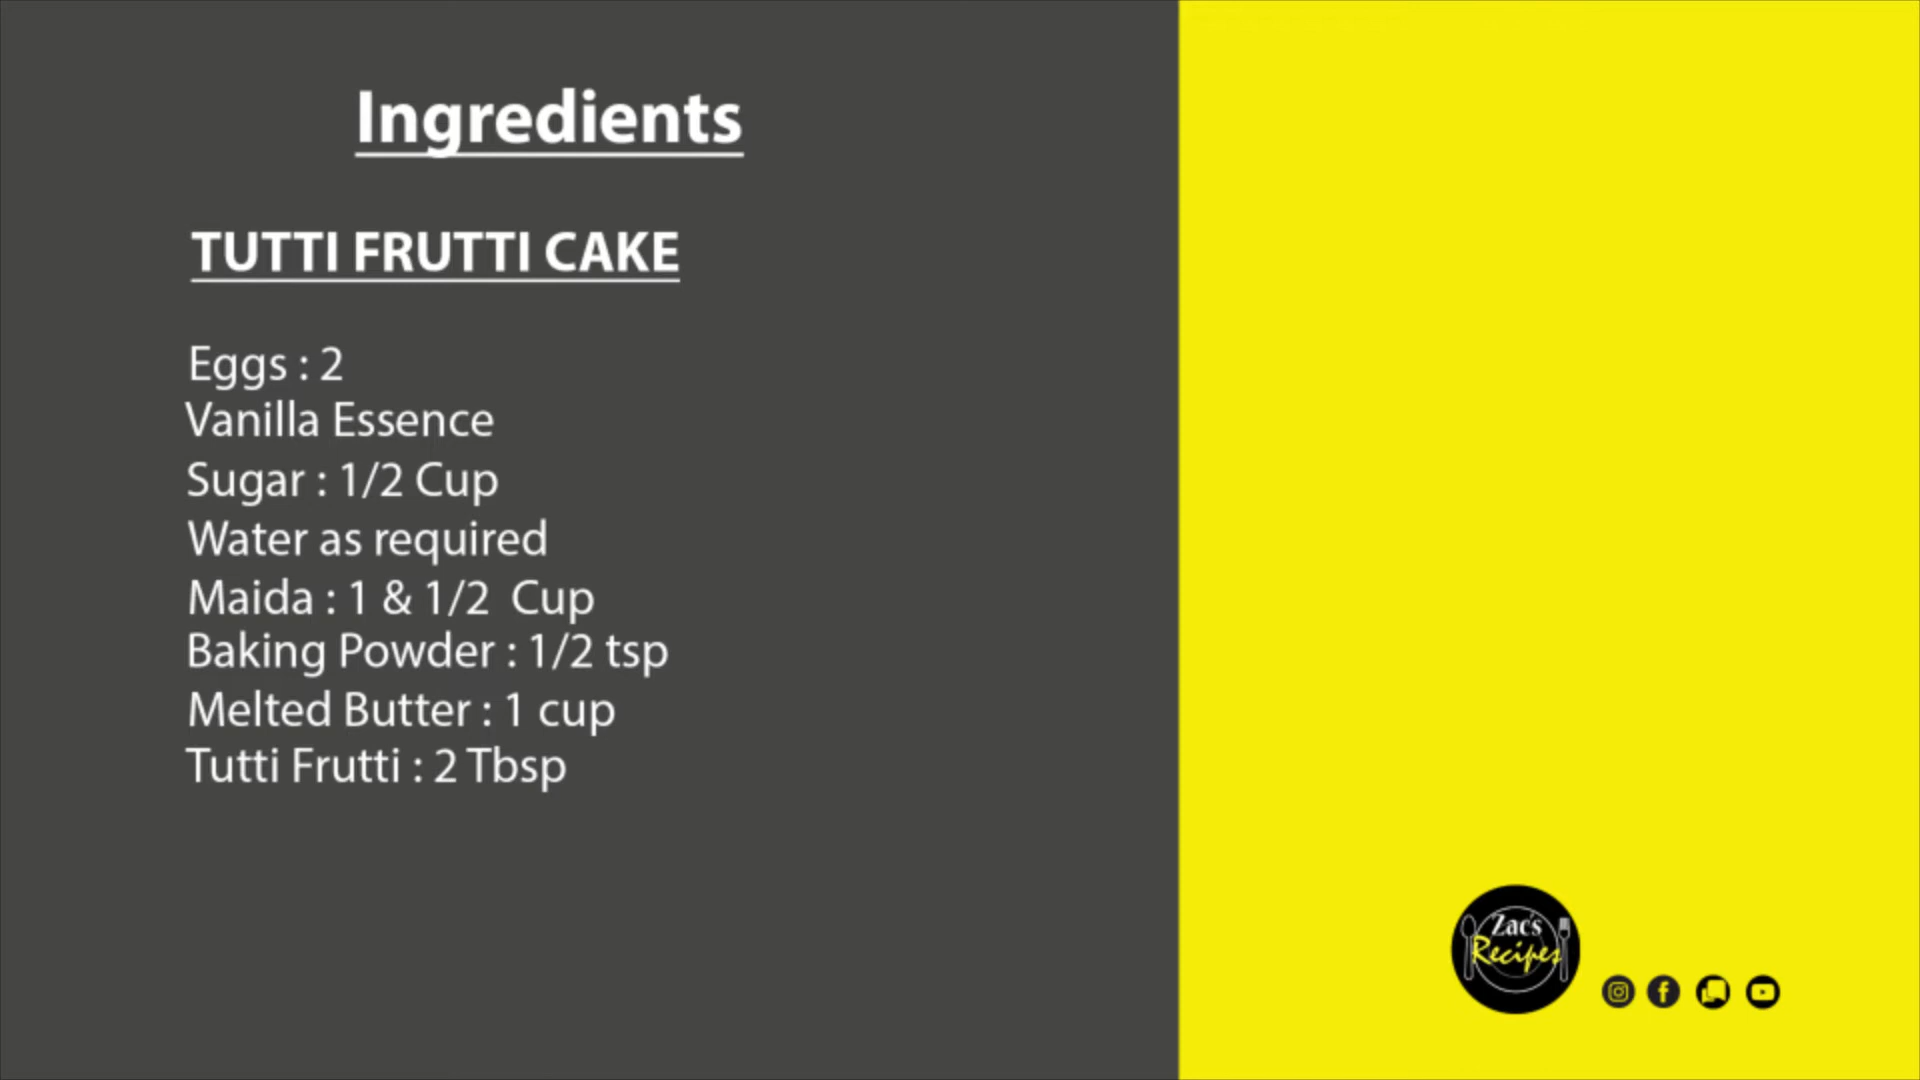 Ingredients
TUTTI FRUTTI CAKE
Eggs : 2
Vanilla Essence
Sugar : 1/2 Cup
Water as required
Maida : 1 & 1/2 Cup
Baking Powder : 1/2 tsp
Melted Butter : 1 cup
Tutti Frutti : 2 Tbsp
Zac's
Recipes